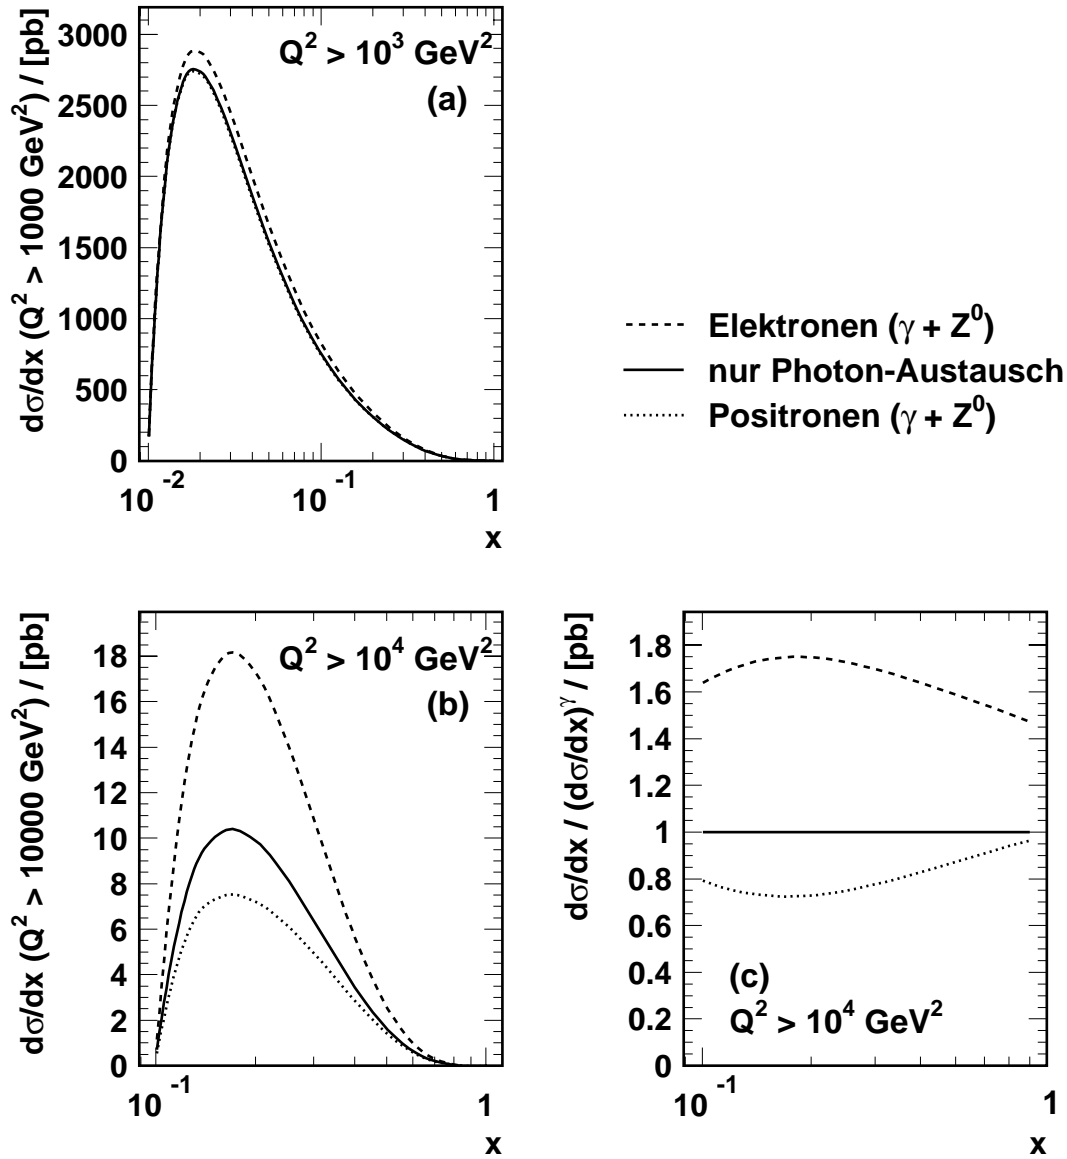 dσ/dx (Q² > 1000 GeV²) / [pb]
3000
2500
2000
1500
1000
500
0
Q² > 10³ GeV²
(a)
10⁻² 10⁻¹ 1
x
Elektronen (γ + Z⁰)
nur Photon-Austausch
Positronen (γ + Z⁰)
dσ/dx (Q² > 10000 GeV²) / [pb]
18
16
14
12
10
8
6
4
2
0
Q² > 10⁴ GeV²
(b)
10⁻¹ 1
x
dσ/dx / (dσ/dx)ᵞ / [pb]
1.8
1.6
1.4
1.2
1
0.8
0.6
0.4
0.2
0
(c)
Q² > 10⁴ GeV²
10⁻¹ 1
x